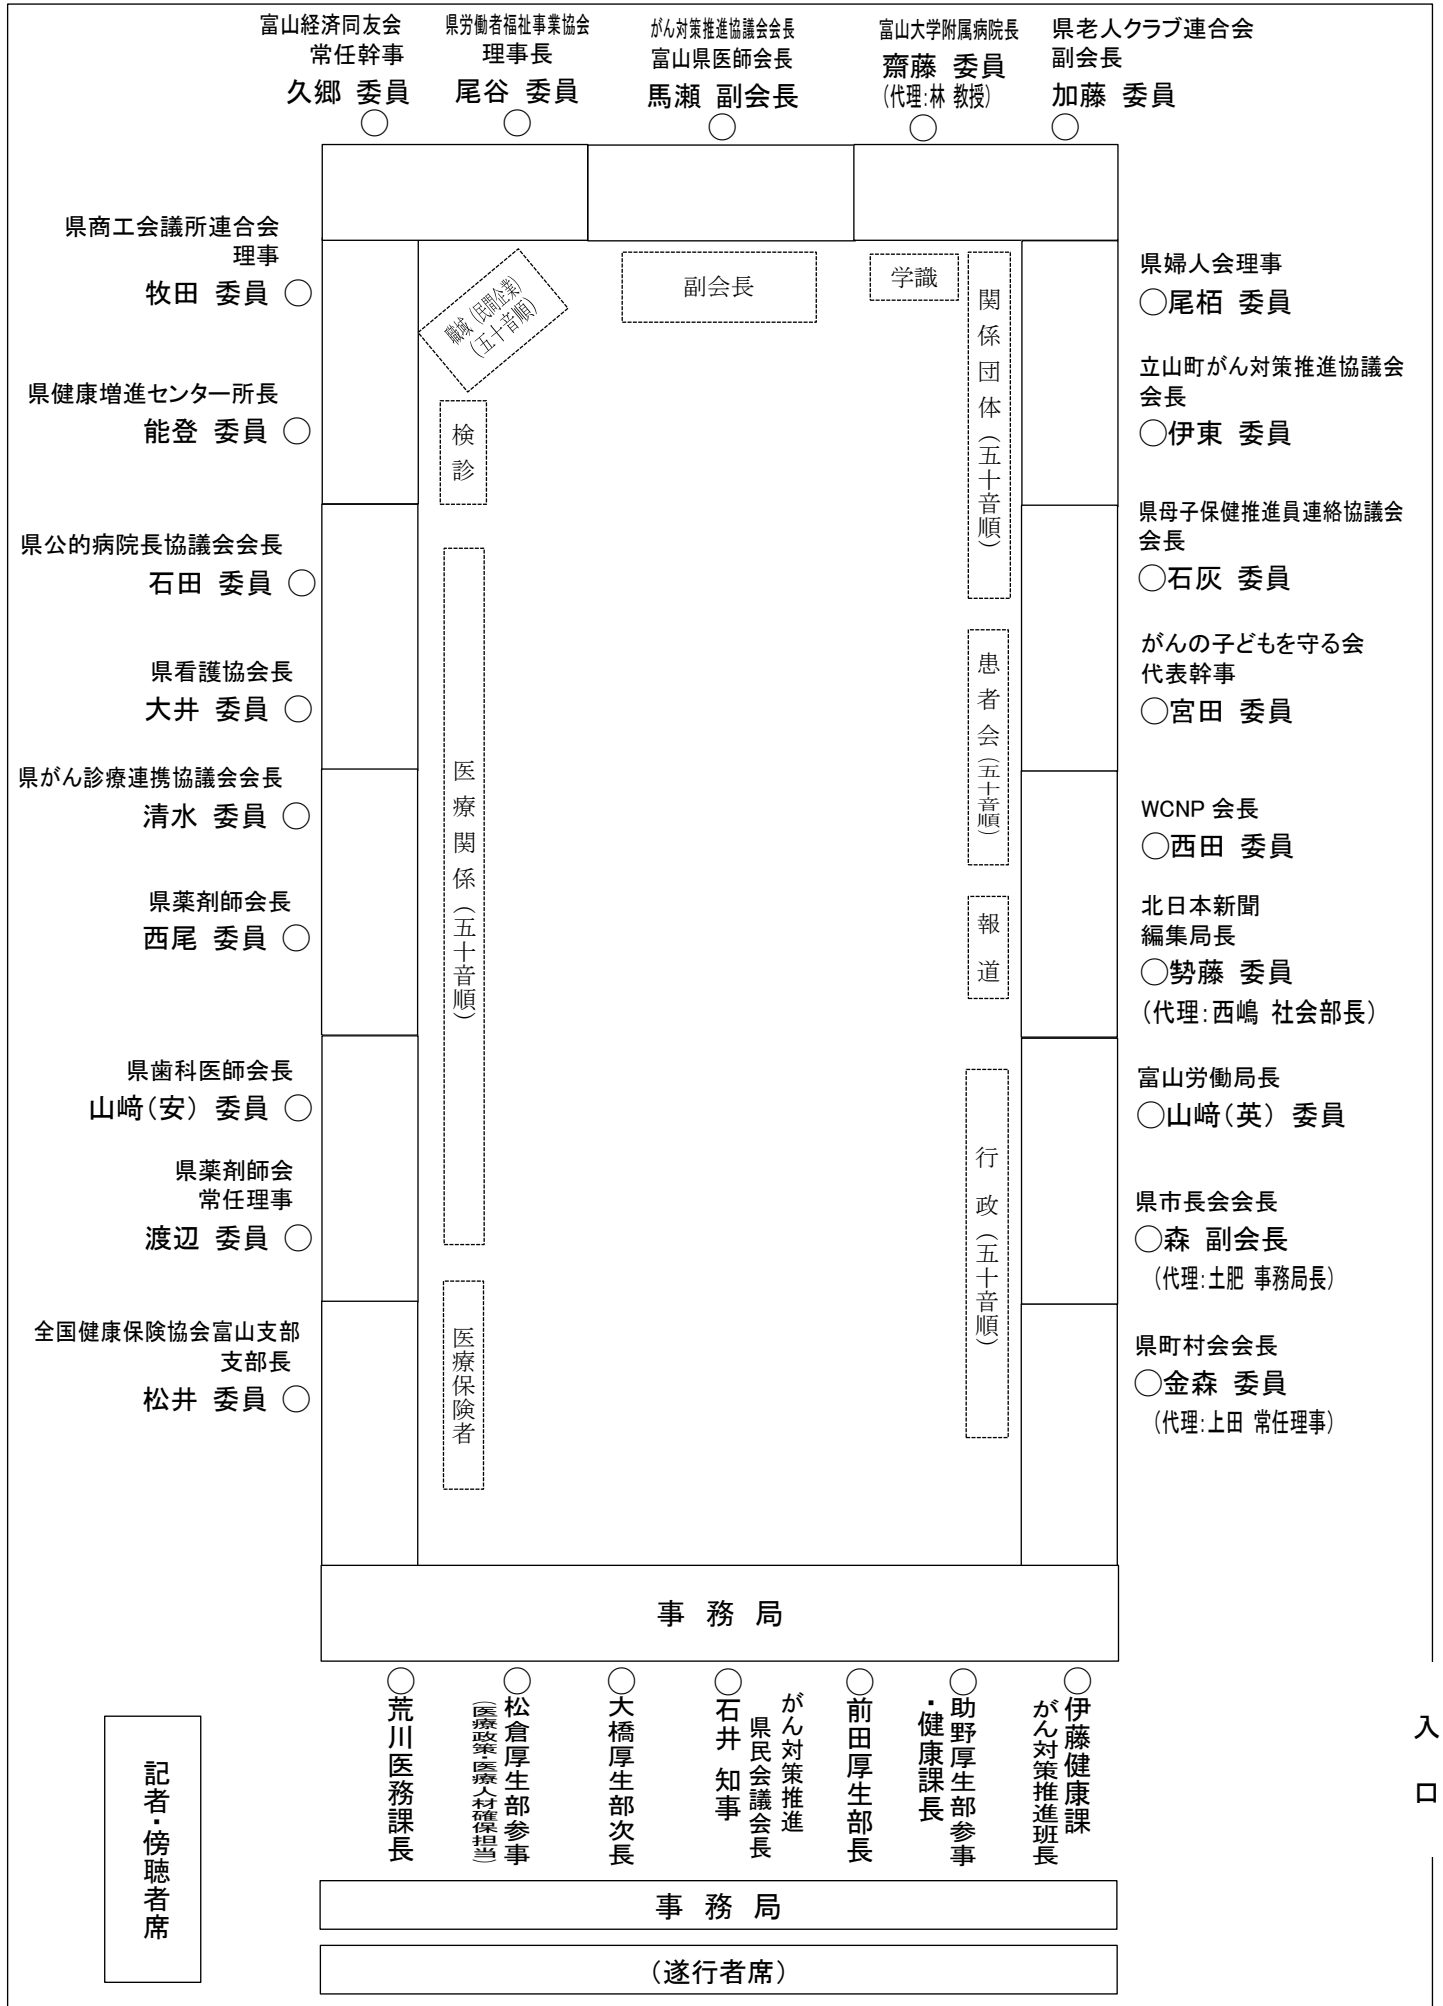 富山経済同友会
常任幹事
久郷 委員
県労働者福祉事業協会
理事長
尾谷 委員
がん対策推進協議会会長
富山県医師会長
馬瀬 副会長
富山大学附属病院長
齋藤 委員
(代理:林 教授)
県老人クラブ連合会
副会長
加藤 委員
県商工会議所連合会
理事
牧田 委員
県健康増進センター所長
能登 委員
県公的病院長協議会会長
石田 委員
県看護協会長
大井 委員
県がん診療連携協議会会長
清水 委員
県薬剤師会長
西尾 委員
県歯科医師会長
山﨑(安) 委員
県薬剤師会
常任理事
渡辺 委員
全国健康保険協会富山支部
支部長
松井 委員
職域(民間企業)
(五十音順)
検診
医療関係(五十音順)
医療保険者
副会長
学識
関係団体(五十音順)
患者会(五十音順)
報道
行政(五十音順)
県婦人会理事
尾栢 委員
立山町がん対策推進協議会
会長
伊東 委員
県母子保健推進員連絡協議会
会長
石灰 委員
がんの子どもを守る会
代表幹事
宮田 委員
WCNP 会長
西田 委員
北日本新聞
編集局長
勢藤 委員
(代理:西嶋 社会部長)
富山労働局長
山﨑(英) 委員
県市長会会長
森 副会長
(代理:土肥 事務局長)
県町村会会長
金森 委員
(代理:上田 常任理事)
事務局
荒川医務課長
松倉厚生部参事
(医療政策・医療人材確保担当)
大橋厚生部次長
がん対策推進
県民会議会長
石井 知事
前田厚生部長
助野厚生部参事
・健康課長
伊藤健康課
がん対策推進班長
入口
記者・傍聴者席
事務局
(遂行者席)